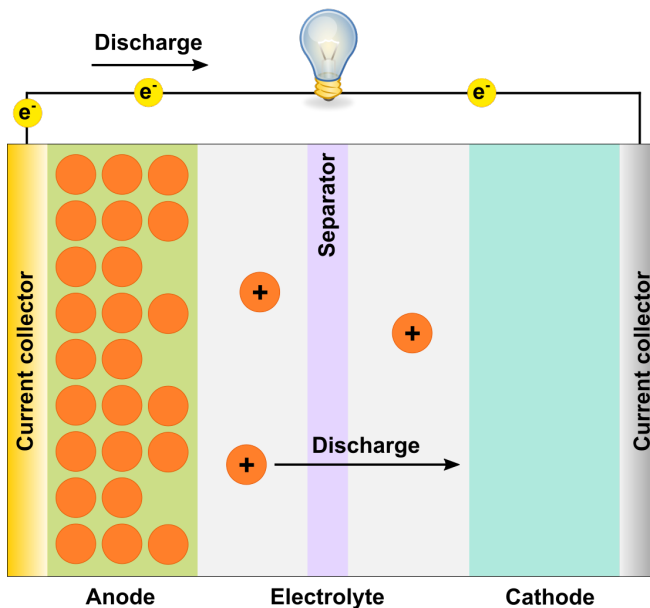 Discharge
e-
e-
e-
Current collector
Separator
Current collector
+
+
Discharge
+
Anode
Electrolyte
Cathode